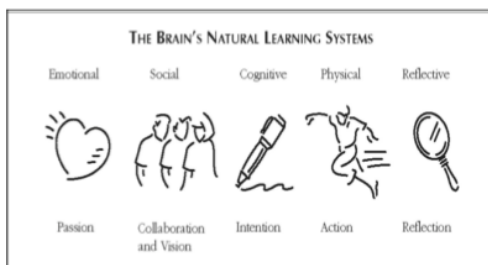 THE BRAIN'S NATURAL LEARNING SYSTEMS
Emotional Social Cognitive Physical Reflective
Passion Collaboration and Vision Intention Action Reflection